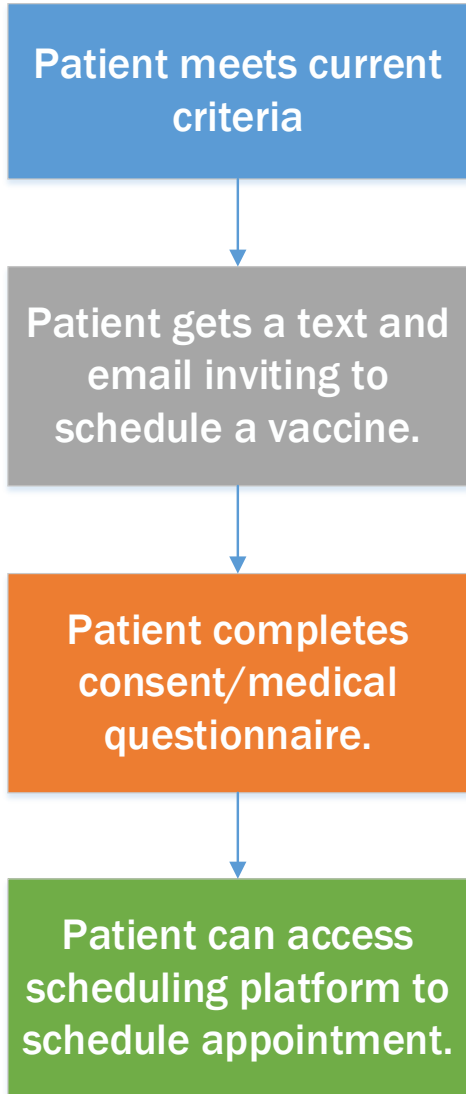 Patient meets current
criteria
Patient gets a text and
email inviting to
schedule a vaccine.
Patient completes
consent/medical
questionnaire.
Patient can access
scheduling platform to
schedule appointment.